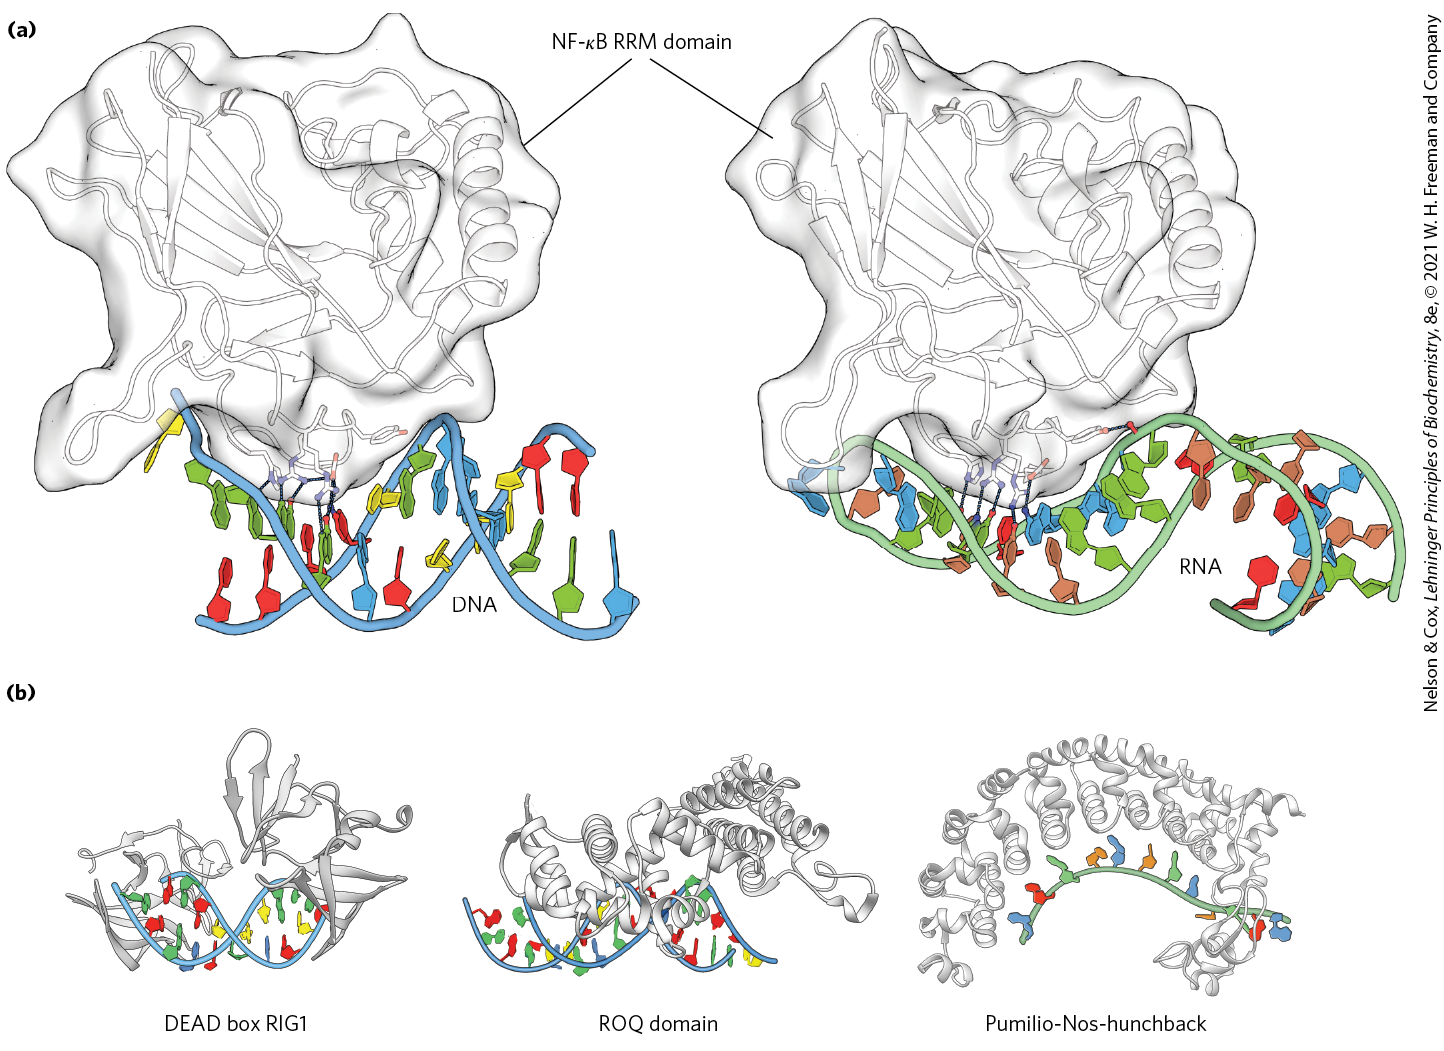 (a)
NF-κB RRM domain
DNA
RNA
(b)
DEAD box RIG1
ROQ domain
Pumilio-Nos-hunchback
Nelson & Cox, Lehninger Principles of Biochemistry, 8e, © 2021 W. H. Freeman and Company